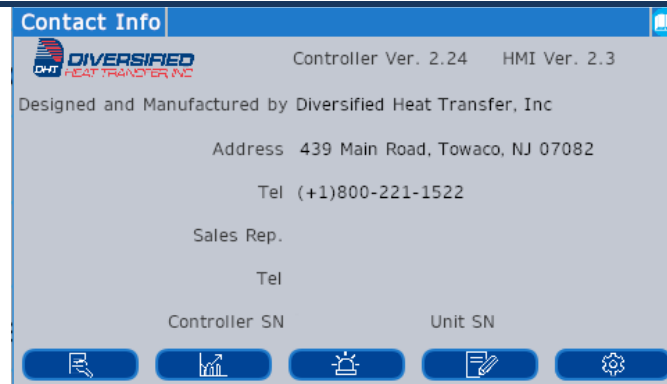 Contact Info
DHT DIVERSIFIED
HEAT TRANSFER INC
Controller Ver. 2.24 HMI Ver. 2.3
Designed and Manufactured by Diversified Heat Transfer, Inc
Address 439 Main Road, Towaco, NJ 07082
Tel (+1)800-221-1522
Sales Rep.
Tel
Controller SN Unit SN